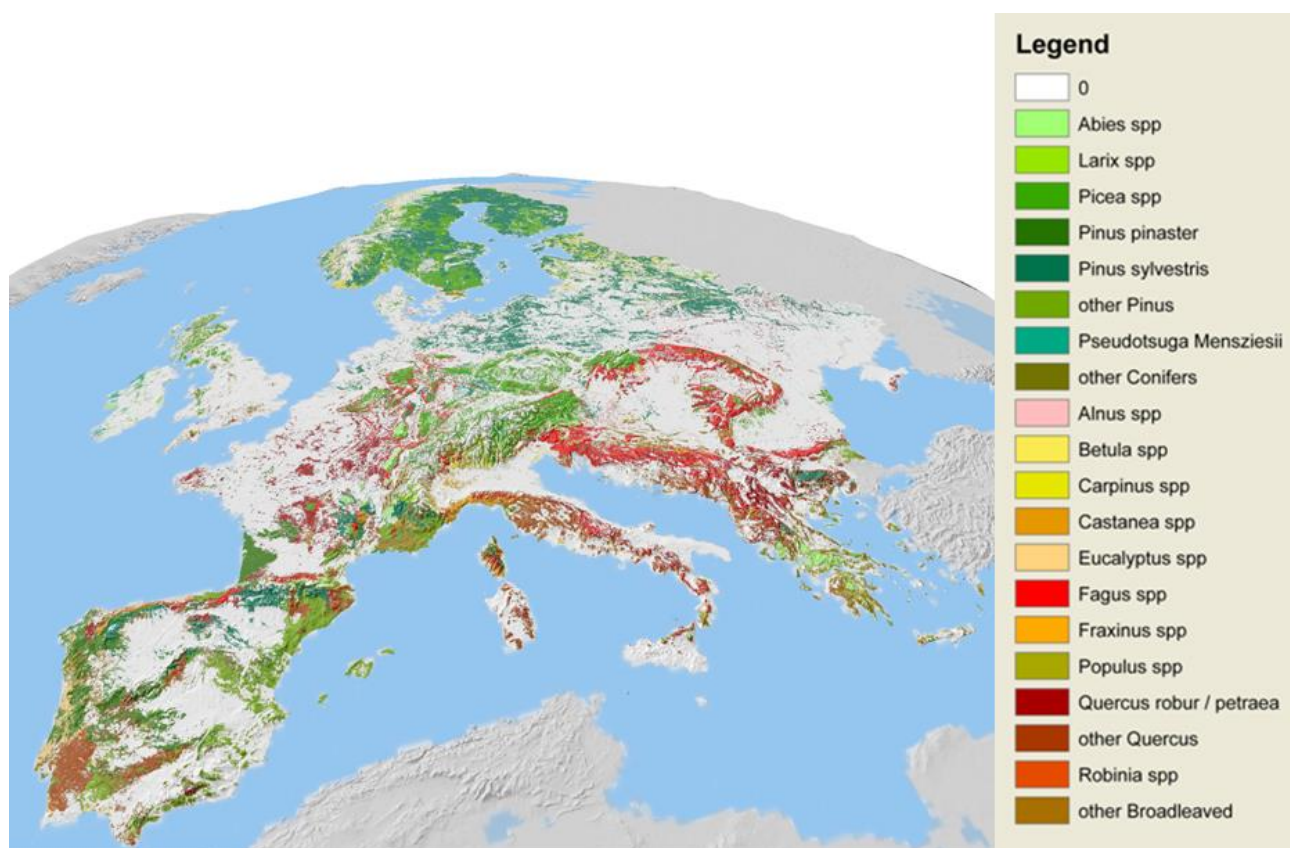 Legend
0
Abies spp
Larix spp
Picea spp
Pinus pinaster
Pinus sylvestris
other Pinus
Pseudotsuga Mensziesii
other Conifers
Alnus spp
Betula spp
Carpinus spp
Castanea spp
Eucalyptus spp
Fagus spp
Fraxinus spp
Populus spp
Quercus robur / petraea
other Quercus
Robinia spp
other Broadleaved